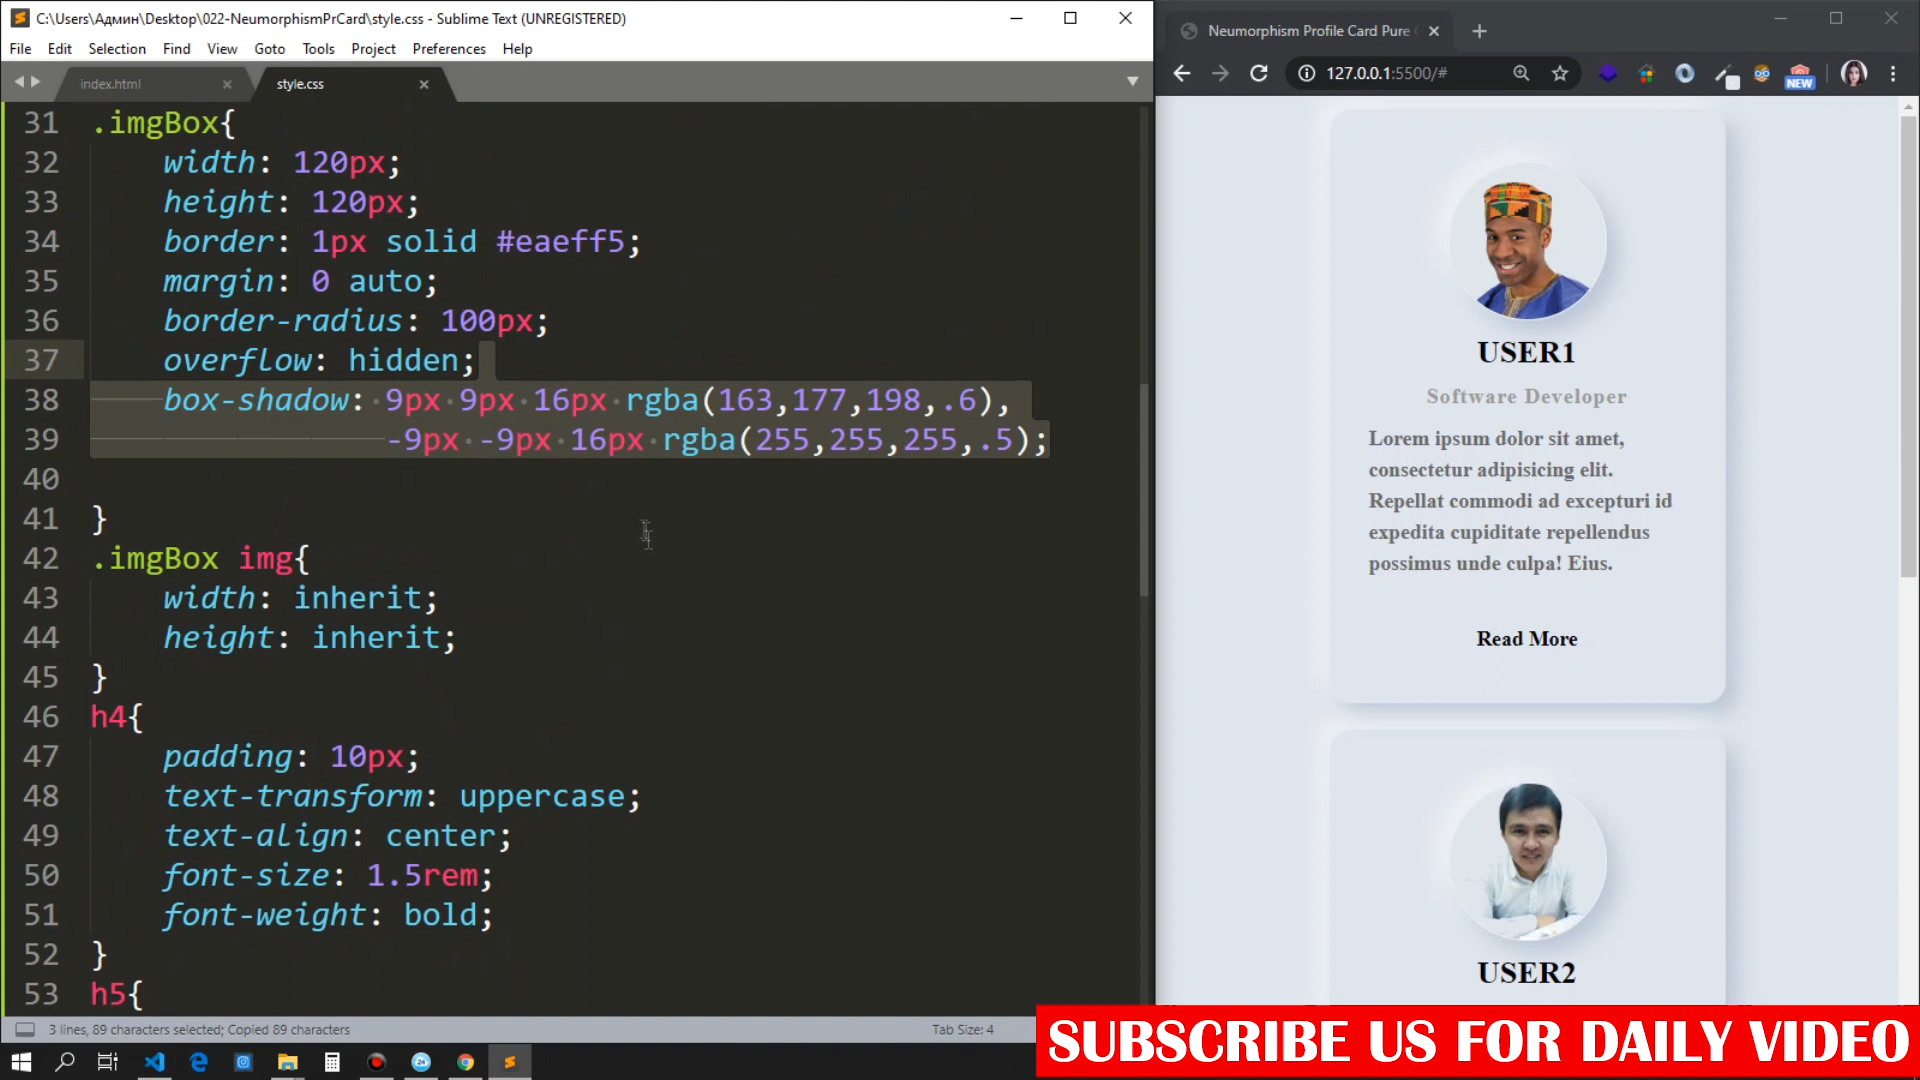 C:\Users\Админ\Desktop\022-NeumorphismPrCard\style.css - Sublime Text (UNREGISTERED)
File Edit Selection Find View Goto Tools Project Preferences Help
index.html
style.css
31 .imgBox{
32 width: 120px;
33 height: 120px;
34 border: 1px solid #eaeff5;
35 margin: 0 auto;
36 border-radius: 100px;
37 overflow: hidden;
38 box-shadow: 9px 9px 16px rgba(163,177,198,.6),
39 -9px -9px 16px rgba(255,255,255,.5);
40
41 }
42 .imgBox img{
43 width: inherit;
44 height: inherit;
45 }
46 h4{
47 padding: 10px;
48 text-transform: uppercase;
49 text-align: center;
50 font-size: 1.5rem;
51 font-weight: bold;
52 }
53 h5{
3 lines, 89 characters selected; Copied 89 characters
Tab Size: 4
Neumorphism Profile Card Pure
127.0.0.1:5500/#
NEW
USER1
Software Developer
Lorem ipsum dolor sit amet,
consectetur adipisicing elit.
Repellat commodi ad excepturi id
expedita cupiditate repellendus
possimus unde culpa! Eius.
Read More
USER2
SUBSCRIBE US FOR DAILY VIDEO